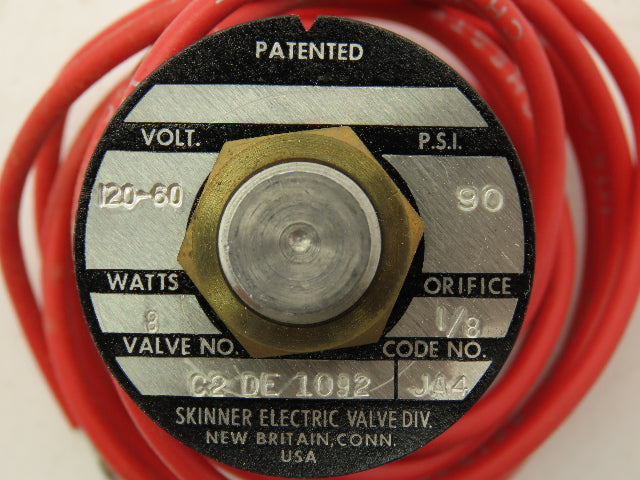 PATENTED
VOLT. P.S.I.
120-60 90
WATTS ORIFICE
8 1/8
VALVE NO. CODE NO.
C2 DE 1092 JA4
SKINNER ELECTRIC VALVE DIV.
NEW BRITAIN, CONN.
USA